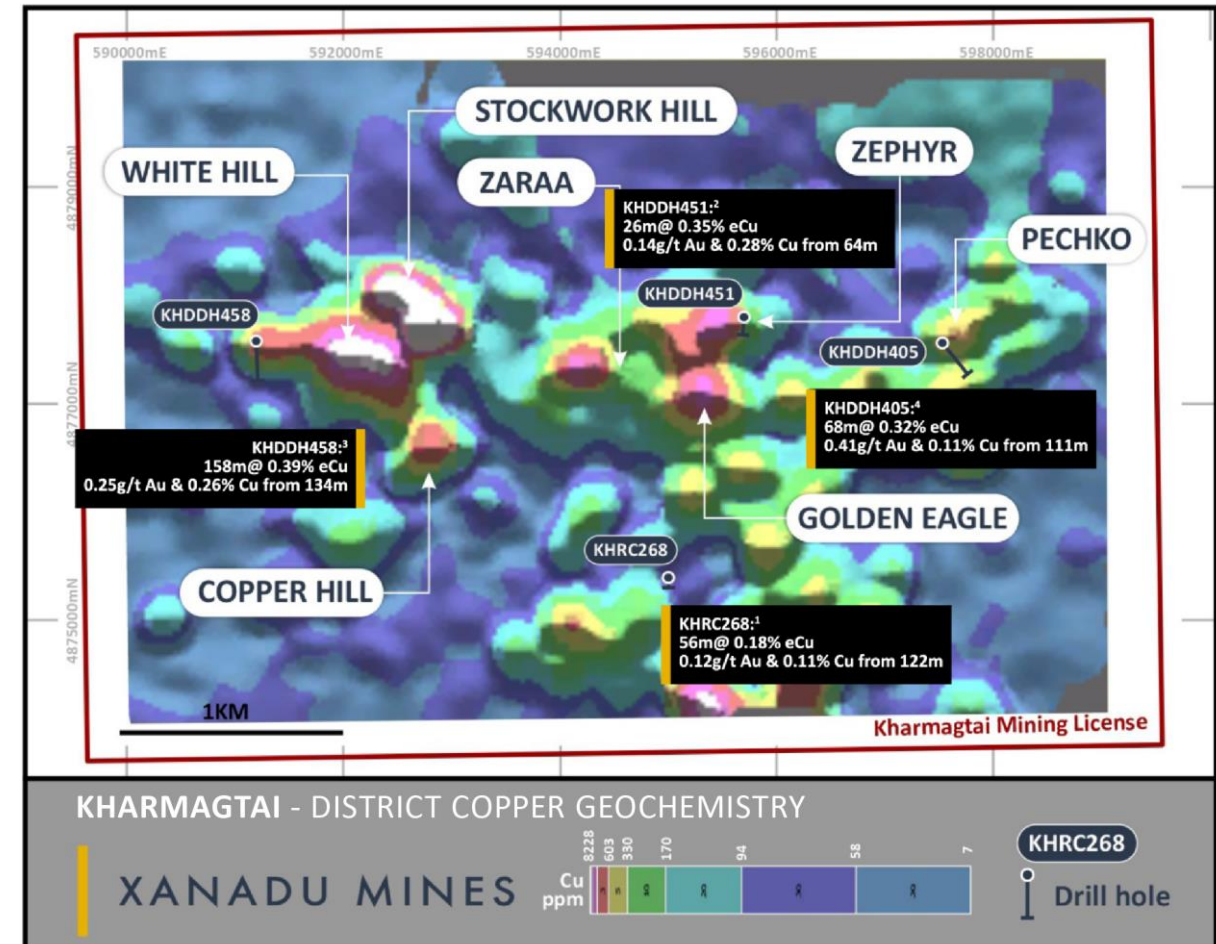 590000mE 592000mE 594000mE 596000mE 598000mE
4879000mN
4877000mN
4875000mN
STOCKWORK HILL
WHITE HILL
ZARAA
ZEPHYR
PECHKO
KHDDH451:²
26m@ 0.35% eCu
0.14g/t Au & 0.28% Cu from 64m
KHDDH451
KHDDH458
KHDDH405
KHDDH405:⁴
68m@ 0.32% eCu
0.41g/t Au & 0.11% Cu from 111m
KHDDH458:³
158m@ 0.39% eCu
0.25g/t Au & 0.26% Cu from 134m
GOLDEN EAGLE
KHRC268
COPPER HILL
KHRC268:¹
56m@ 0.18% eCu
0.12g/t Au & 0.11% Cu from 122m
1KM
Kharmagtai Mining License
KHARMAGTAI - DISTRICT COPPER GEOCHEMISTRY
XANADU MINES
Cu
ppm
8228 603 330 170 94 58 7
KHRC268
Drill hole